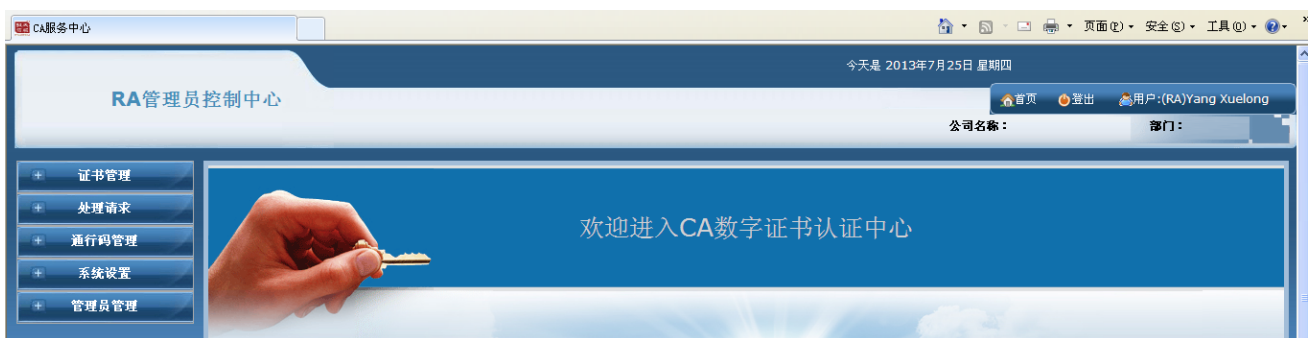 CA服务中心
页面(P) 安全(S) 工具(O)
今天是 2013年7月25日 星期四
RA管理员控制中心
首页 登出 用户:(RA)Yang Xuelong
公司名称： 部门：
证书管理
处理请求
通行码管理
系统设置
管理员管理
欢迎进入CA数字证书认证中心